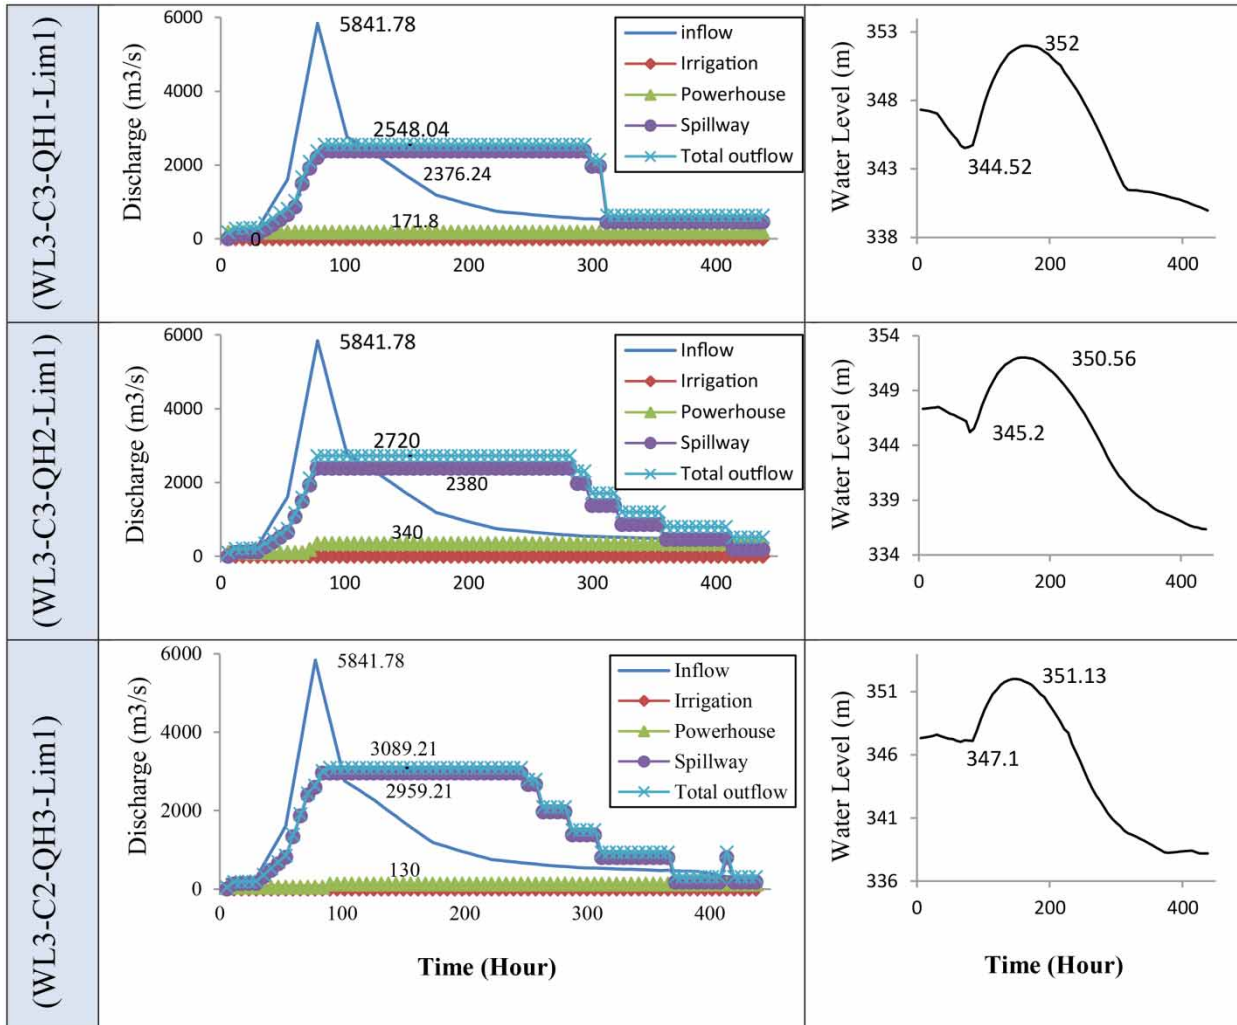 (WL3-C3-QH1-Lim1)
Discharge (m3/s)
6000
4000
2000
0
5841.78
2548.04
2376.24
171.8
0
inflow
Irrigation
Powerhouse
Spillway
Total outflow
0 100 200 300 400
Water Level (m)
353
348
343
338
352
344.52
0 200 400
(WL3-C3-QH2-Lim1)
Discharge (m3/s)
6000
4000
2000
0
5841.78
2720
2380
340
Inflow
Irrigation
Powerhouse
Spillway
Total outflow
0 100 200 300 400
Water Level (m)
354
349
344
339
334
350.56
345.2
0 200 400
(WL3-C2-QH3-Lim1)
Discharge (m3/s)
6000
4000
2000
0
5841.78
3089.21
2959.21
130
Inflow
Irrigation
Powerhouse
Spillway
Total outflow
0 100 200 300 400
Time (Hour)
Water Level (m)
351
346
341
336
351.13
347.1
0 200 400
Time (Hour)